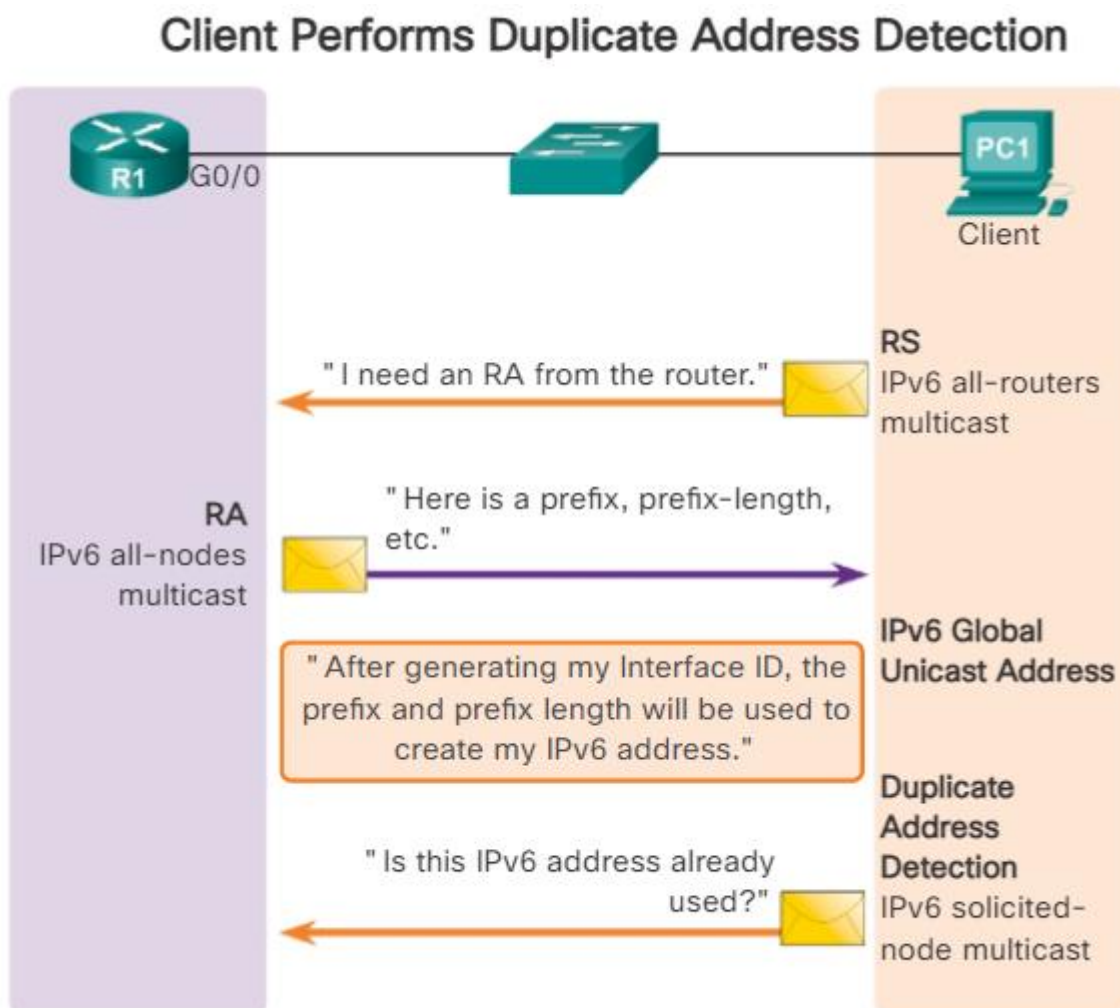 Client Performs Duplicate Address Detection
R1
G0/0
PC1
Client
"I need an RA from the router."
RS
IPv6 all-routers
multicast
RA
IPv6 all-nodes
multicast
"Here is a prefix, prefix-length,
etc."
IPv6 Global
Unicast Address
"After generating my Interface ID, the
prefix and prefix length will be used to
create my IPv6 address."
Duplicate
Address
Detection
IPv6 solicited-
node multicast
"Is this IPv6 address already
used?"